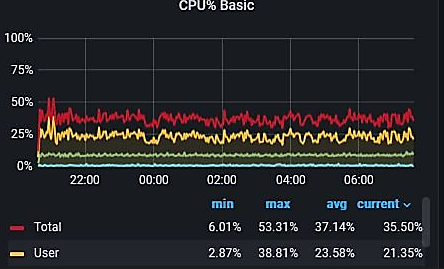 CPU% Basic
100%
75%
50%
25%
0%
22:00 00:00 02:00 04:00 06:00
min max avg current
Total 6.01% 53.31% 37.14% 35.50%
User 2.87% 38.81% 23.58% 21.35%